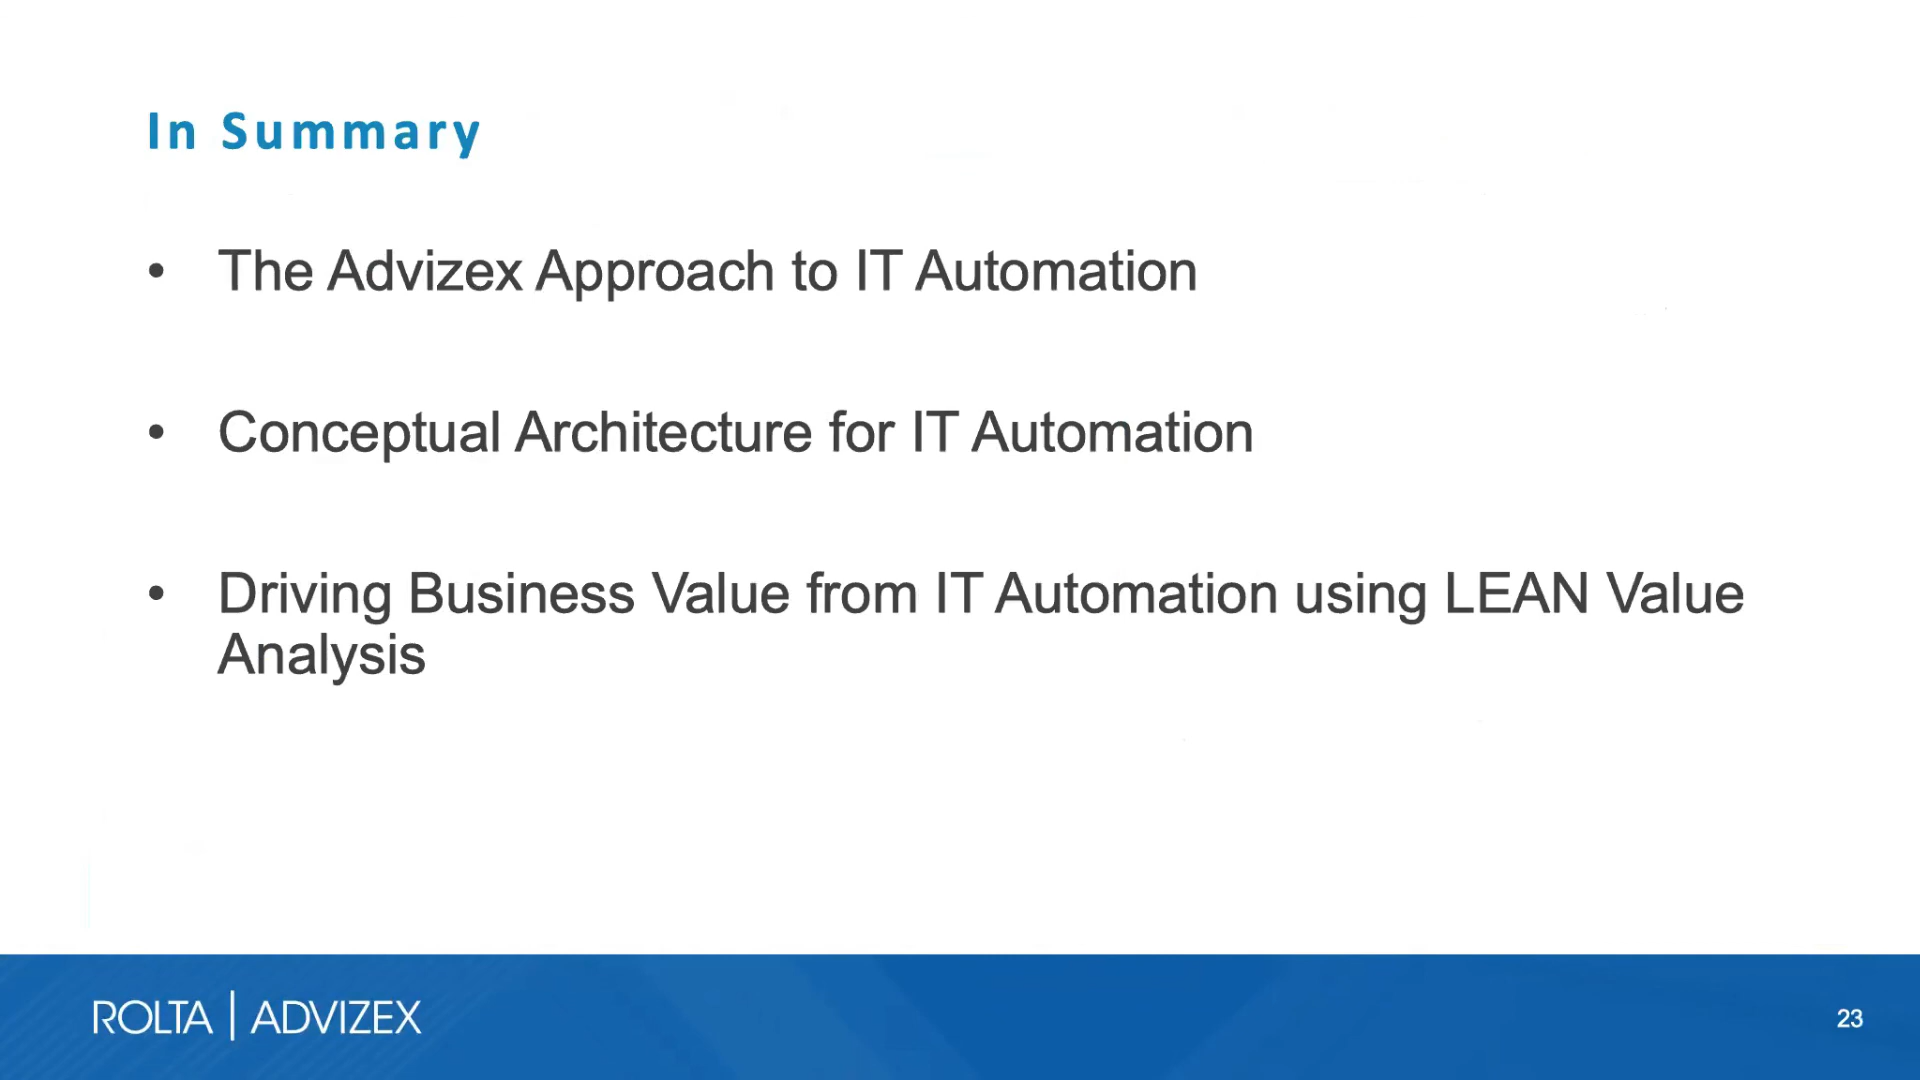 In Summary
• The Advizex Approach to IT Automation
• Conceptual Architecture for IT Automation
• Driving Business Value from IT Automation using LEAN Value
Analysis
ROLTA | ADVIZEX
23